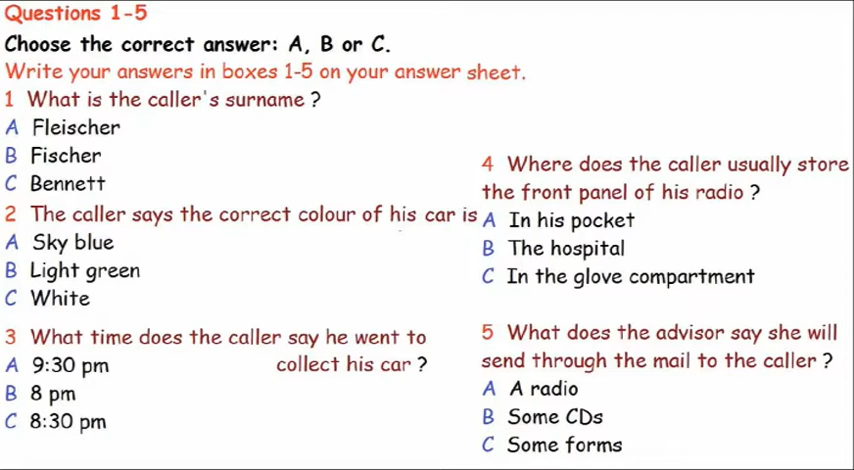 Questions 1-5
Choose the correct answer: A, B or C.
Write your answers in boxes 1-5 on your answer sheet.
1 What is the caller's surname ?
A Fleischer
B Fischer
C Bennett
2 The caller says the correct colour of his car is
A Sky blue
B Light green
C White
3 What time does the caller say he went to
collect his car ?
A 9:30 pm
B 8 pm
C 8:30 pm
4 Where does the caller usually store
the front panel of his radio ?
A In his pocket
B The hospital
C In the glove compartment
5 What does the advisor say she will
send through the mail to the caller ?
A A radio
B Some CDs
C Some forms